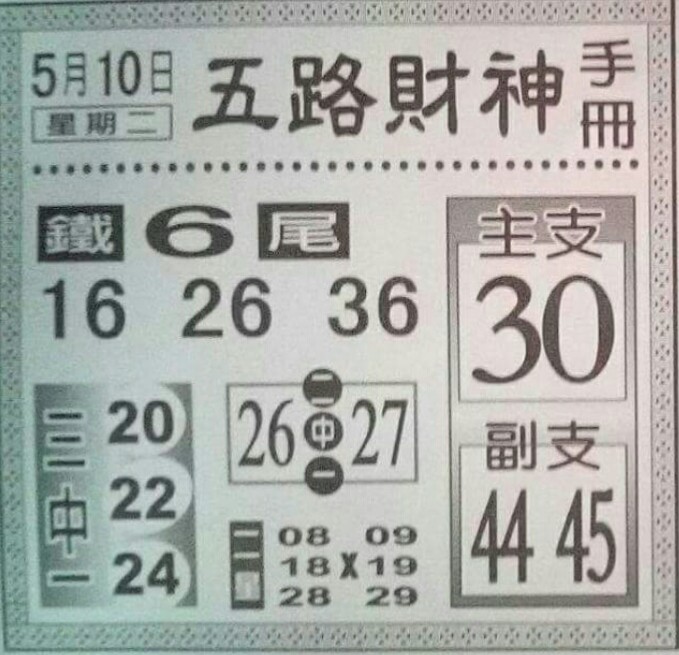 5月10日
星期二
五路財神
手冊
鐵6尾
16 26 36
主支
30
三中一
20
22
24
26 二中一 27
副支
44 45
二
08 09
18 X 19
28 29